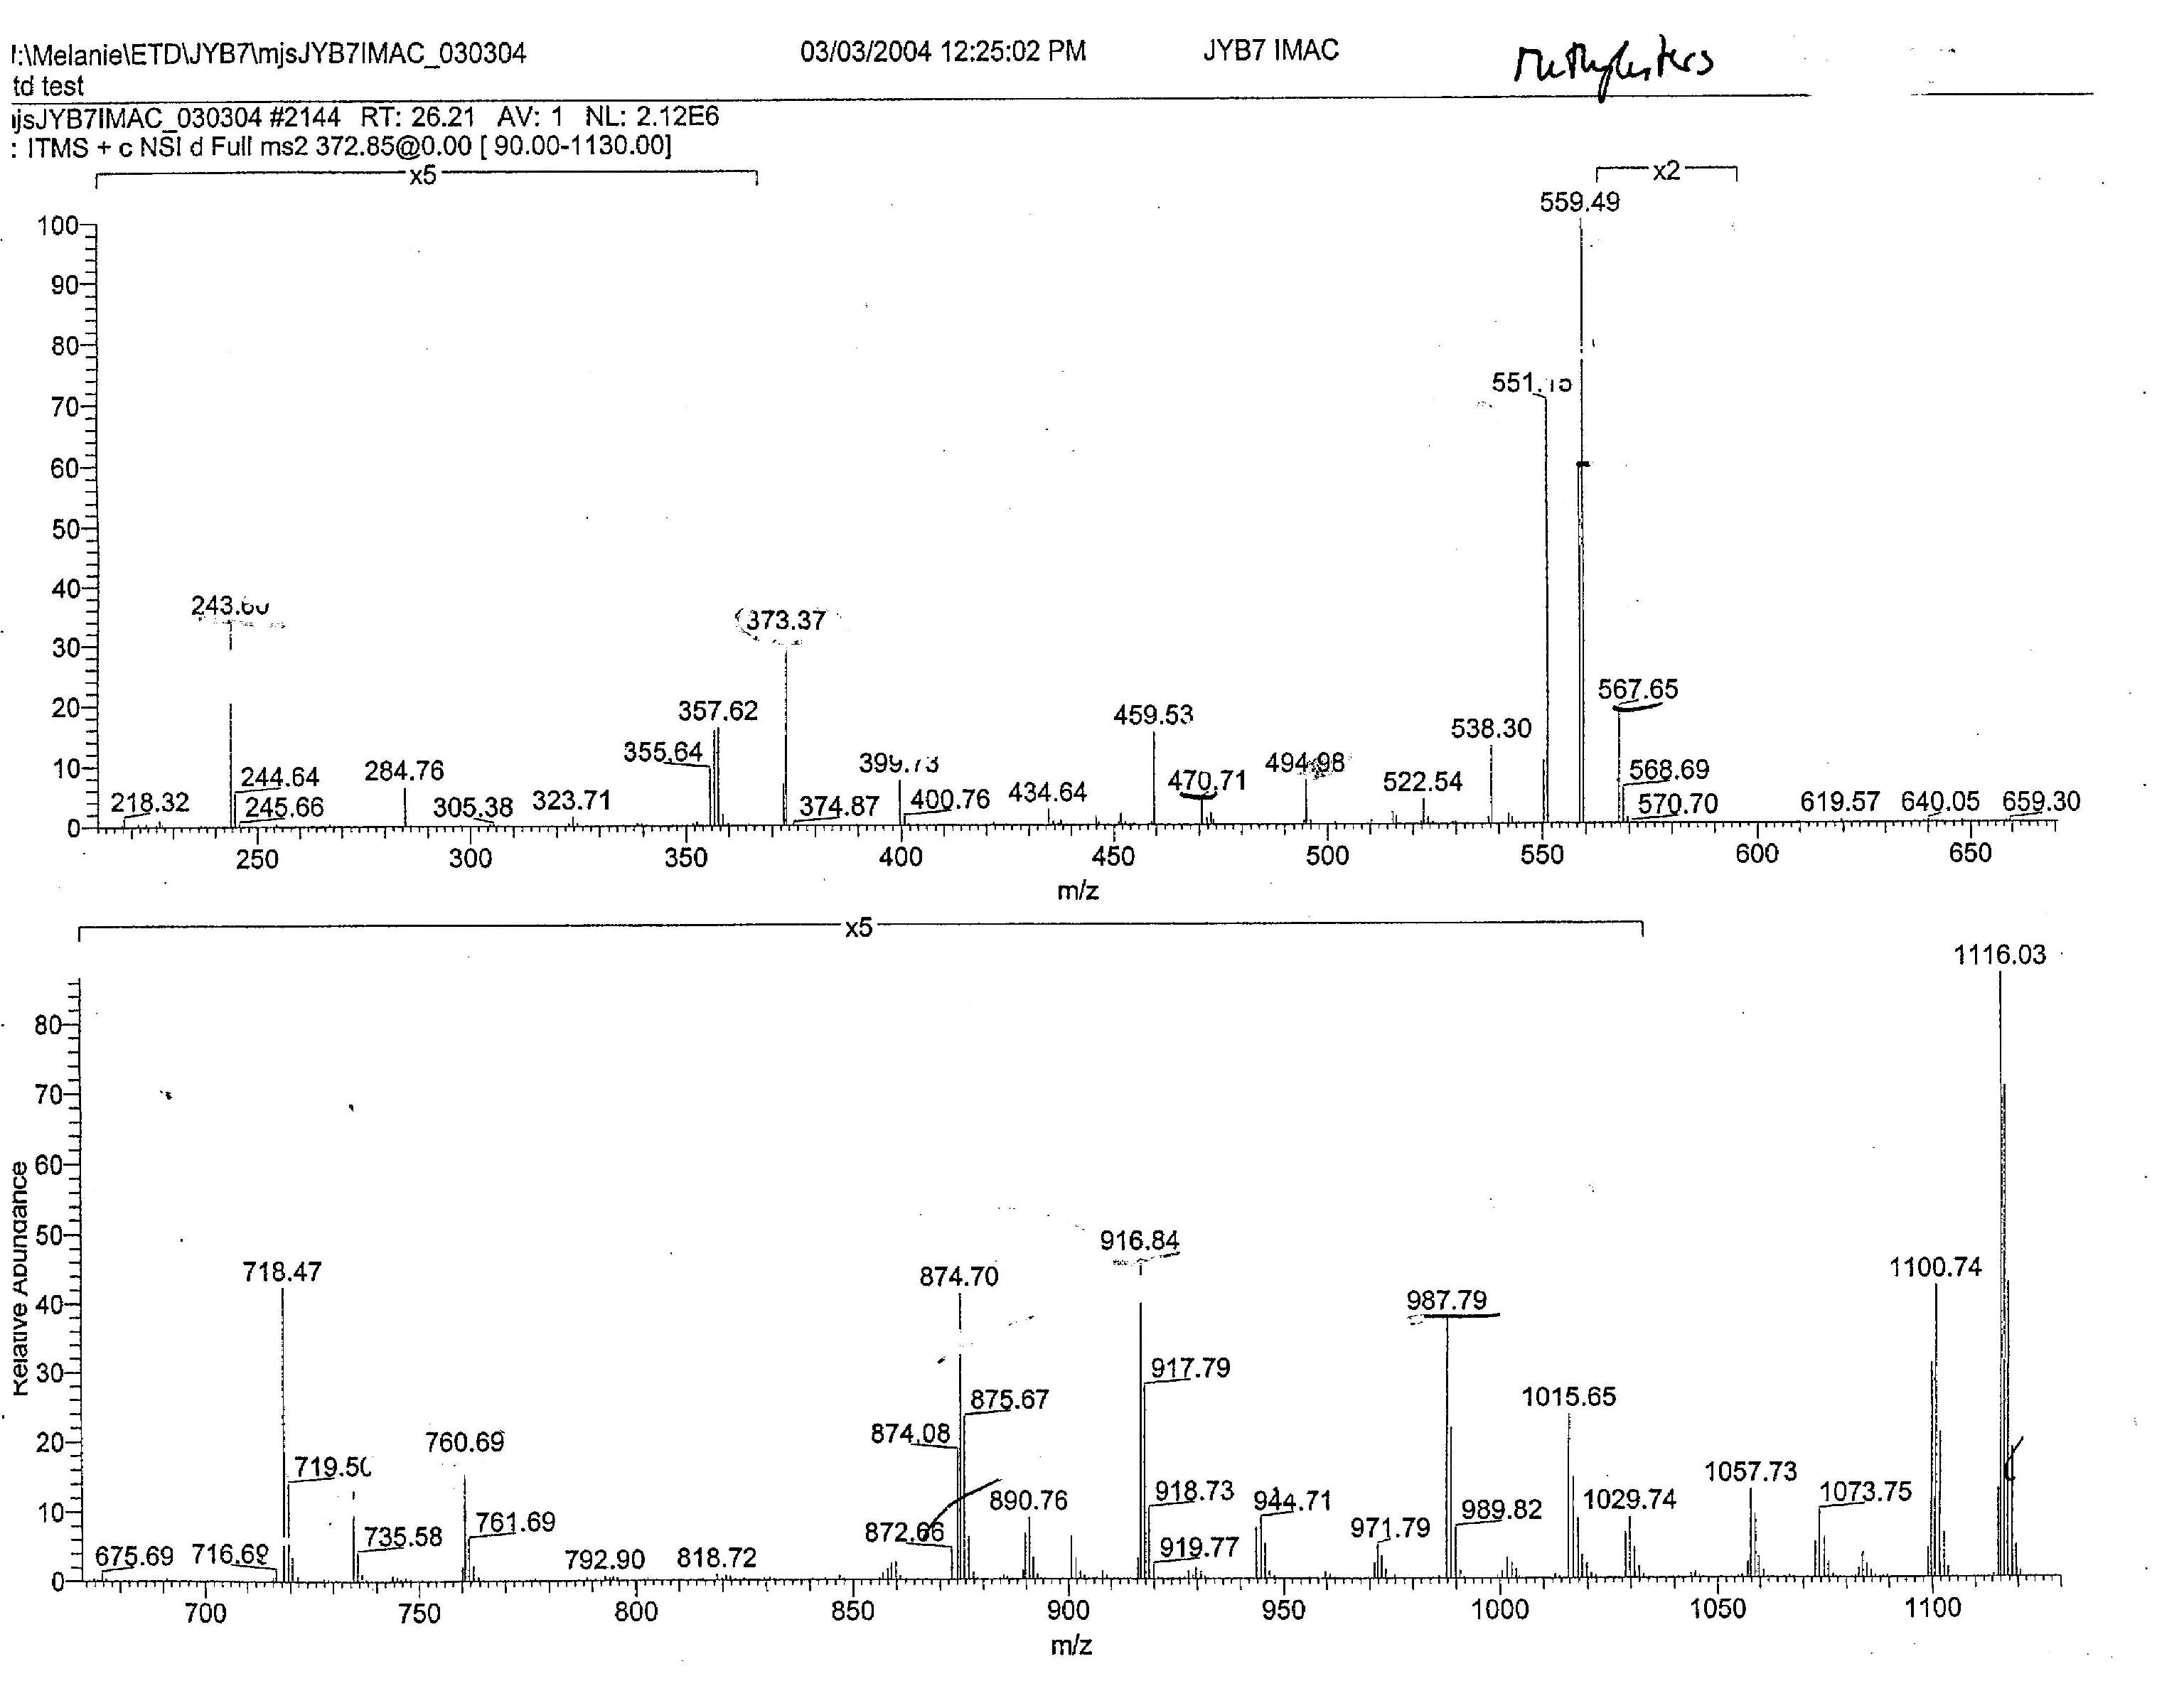 I:\Melanie\ETD\JYB7\mjsJYB7IMAC_030304 03/03/2004 12:25:02 PM JYB7 IMAC Methylesters
td test
ijsJYB7IMAC_030304 #2144 RT: 26.21 AV: 1 NL: 2.12E6
: ITMS + c NSI d Full ms2 372.85@0.00 [ 90.00-1130.00]
x5 x2
559.49
100
90
80
551.15
70
60
50
40
243.60 373.37
30
567.65
20
357.62 459.53 538.30
355.64 399.73 494.98
10
244.64 284.76 470.71 522.54 568.69
218.32 245.66 305.38 323.71 374.87 400.76 434.64 570.70 619.57 640.05 659.30
0
250 300 350 400 450 500 550 600 650
m/z
x5
1116.03
80
70
60
50
916.84
718.47 874.70 1100.74
40
987.79
30
917.79
875.67 1015.65
874.08
20
760.69
719.50 1057.73
890.76 918.73 944.71 1029.74 1073.75
10
735.58 761.69 872.66 971.79 989.82
675.69 716.69 792.90 818.72 919.77
0
Relative Abundance
700 750 800 850 900 950 1000 1050 1100
m/z